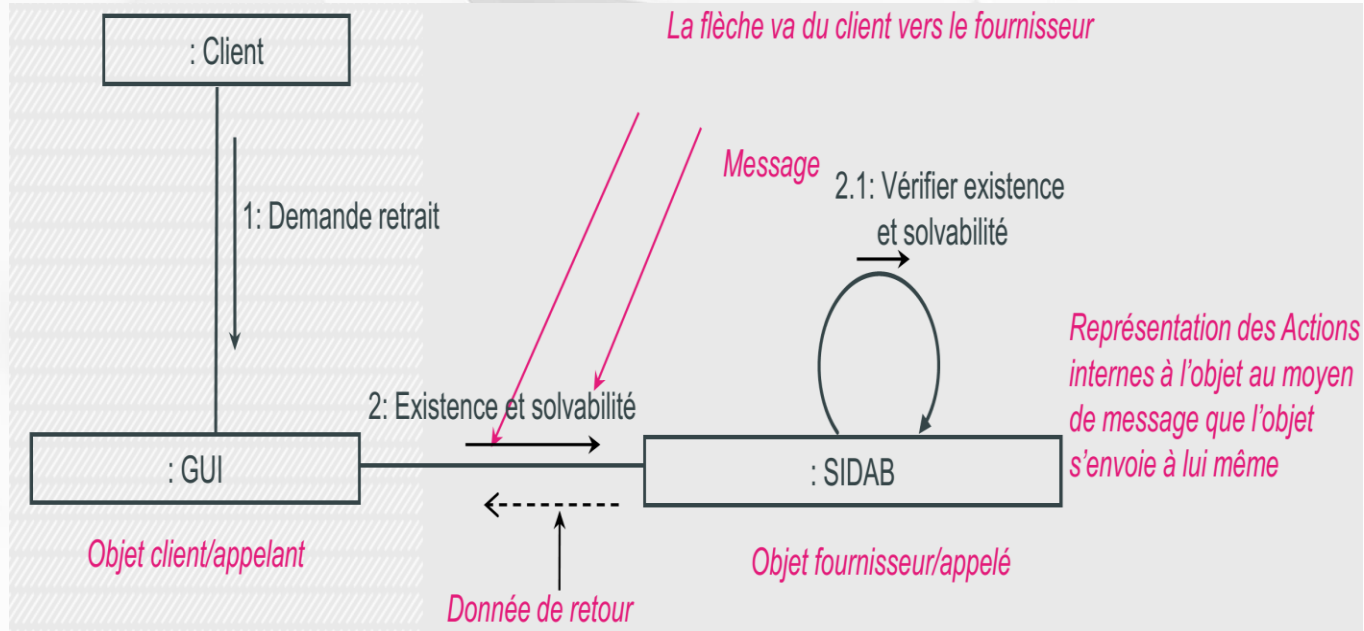 La flèche va du client vers le fournisseur
: Client
Message
2.1: Vérifier existence
et solvabilité
1: Demande retrait
Représentation des Actions
internes à l'objet au moyen
de message que l'objet
s'envoie à lui même
2: Existence et solvabilité
: GUI
: SIDAB
Objet client/appelant
Objet fournisseur/appelé
Donnée de retour